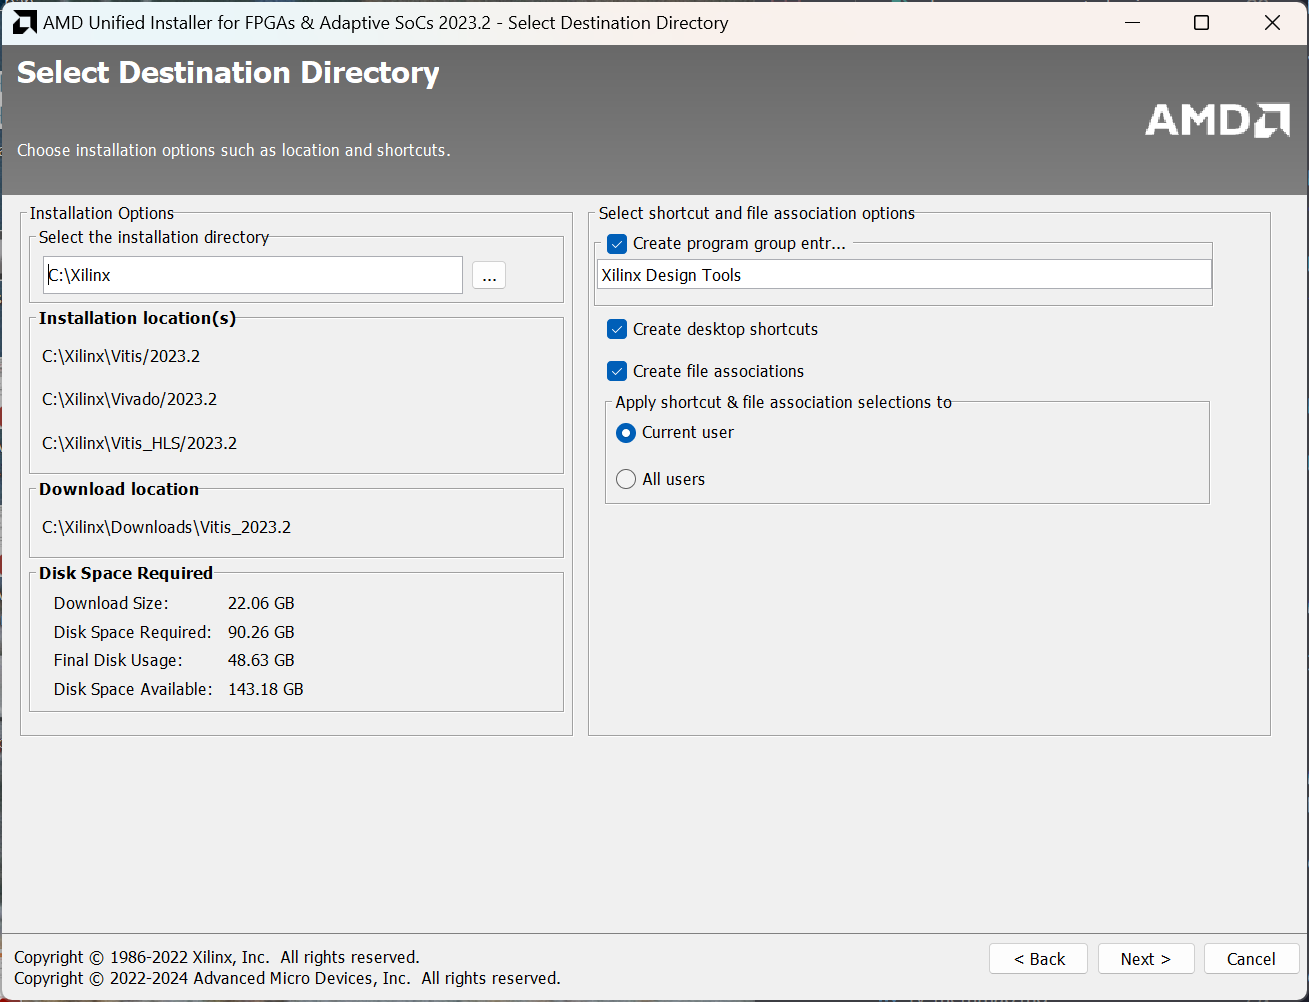 AMD Unified Installer for FPGAs & Adaptive SoCs 2023.2 - Select Destination Directory
Select Destination Directory
AMD
Choose installation options such as location and shortcuts.
Installation Options
Select the installation directory
C:\Xilinx
...
Installation location(s)
C:\Xilinx\Vitis/2023.2
C:\Xilinx\Vivado/2023.2
C:\Xilinx\Vitis_HLS/2023.2
Download location
C:\Xilinx\Downloads\Vitis_2023.2
Disk Space Required
Download Size: 22.06 GB
Disk Space Required: 90.26 GB
Final Disk Usage: 48.63 GB
Disk Space Available: 143.18 GB
Select shortcut and file association options
Create program group entr...
Xilinx Design Tools
Create desktop shortcuts
Create file associations
Apply shortcut & file association selections to
Current user
All users
Copyright © 1986-2022 Xilinx, Inc. All rights reserved.
Copyright © 2022-2024 Advanced Micro Devices, Inc. All rights reserved.
< Back
Next >
Cancel